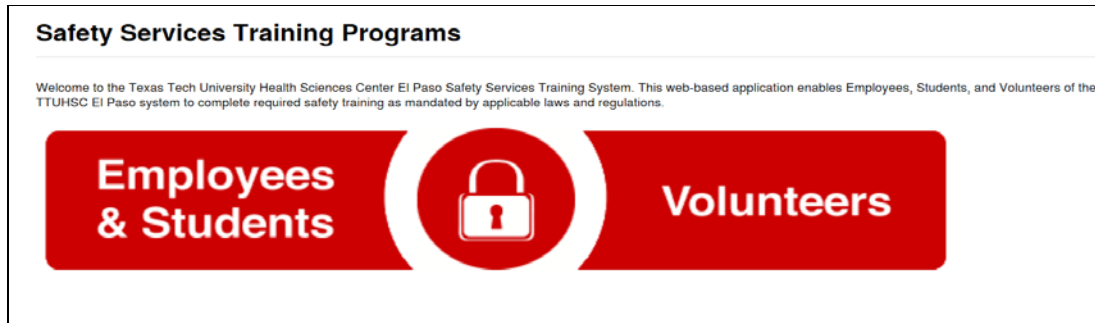 Safety Services Training Programs
Welcome to the Texas Tech University Health Sciences Center El Paso Safety Services Training System. This web-based application enables Employees, Students, and Volunteers of the
TTUHSC El Paso system to complete required safety training as mandated by applicable laws and regulations.
Employees
& Students
Volunteers